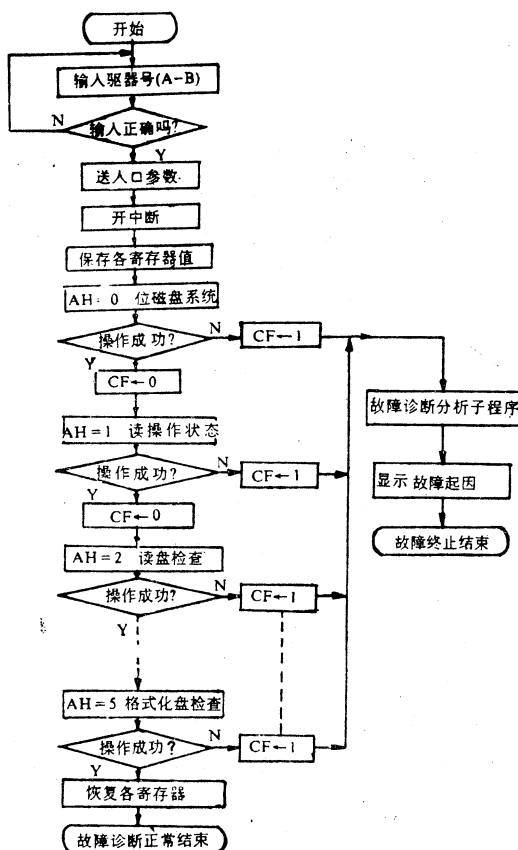 开始
输入驱器号(A-B)
输入正确吗?
N
Y
送入口参数
开中断
保存各寄存器值
AH=0 位磁盘系统
操作成功?
N
CF←1
Y
CF←0
故障诊断分析子程序
AH=1 读操作状态
操作成功?
N
CF←1
显示故障起因
Y
CF←0
故障终止结束
AH=2 读盘检查
操作成功?
N
CF←1
Y
AH=5 格式化盘检查
操作成功?
N
CF←1
Y
恢复各寄存器
故障诊断正常结束